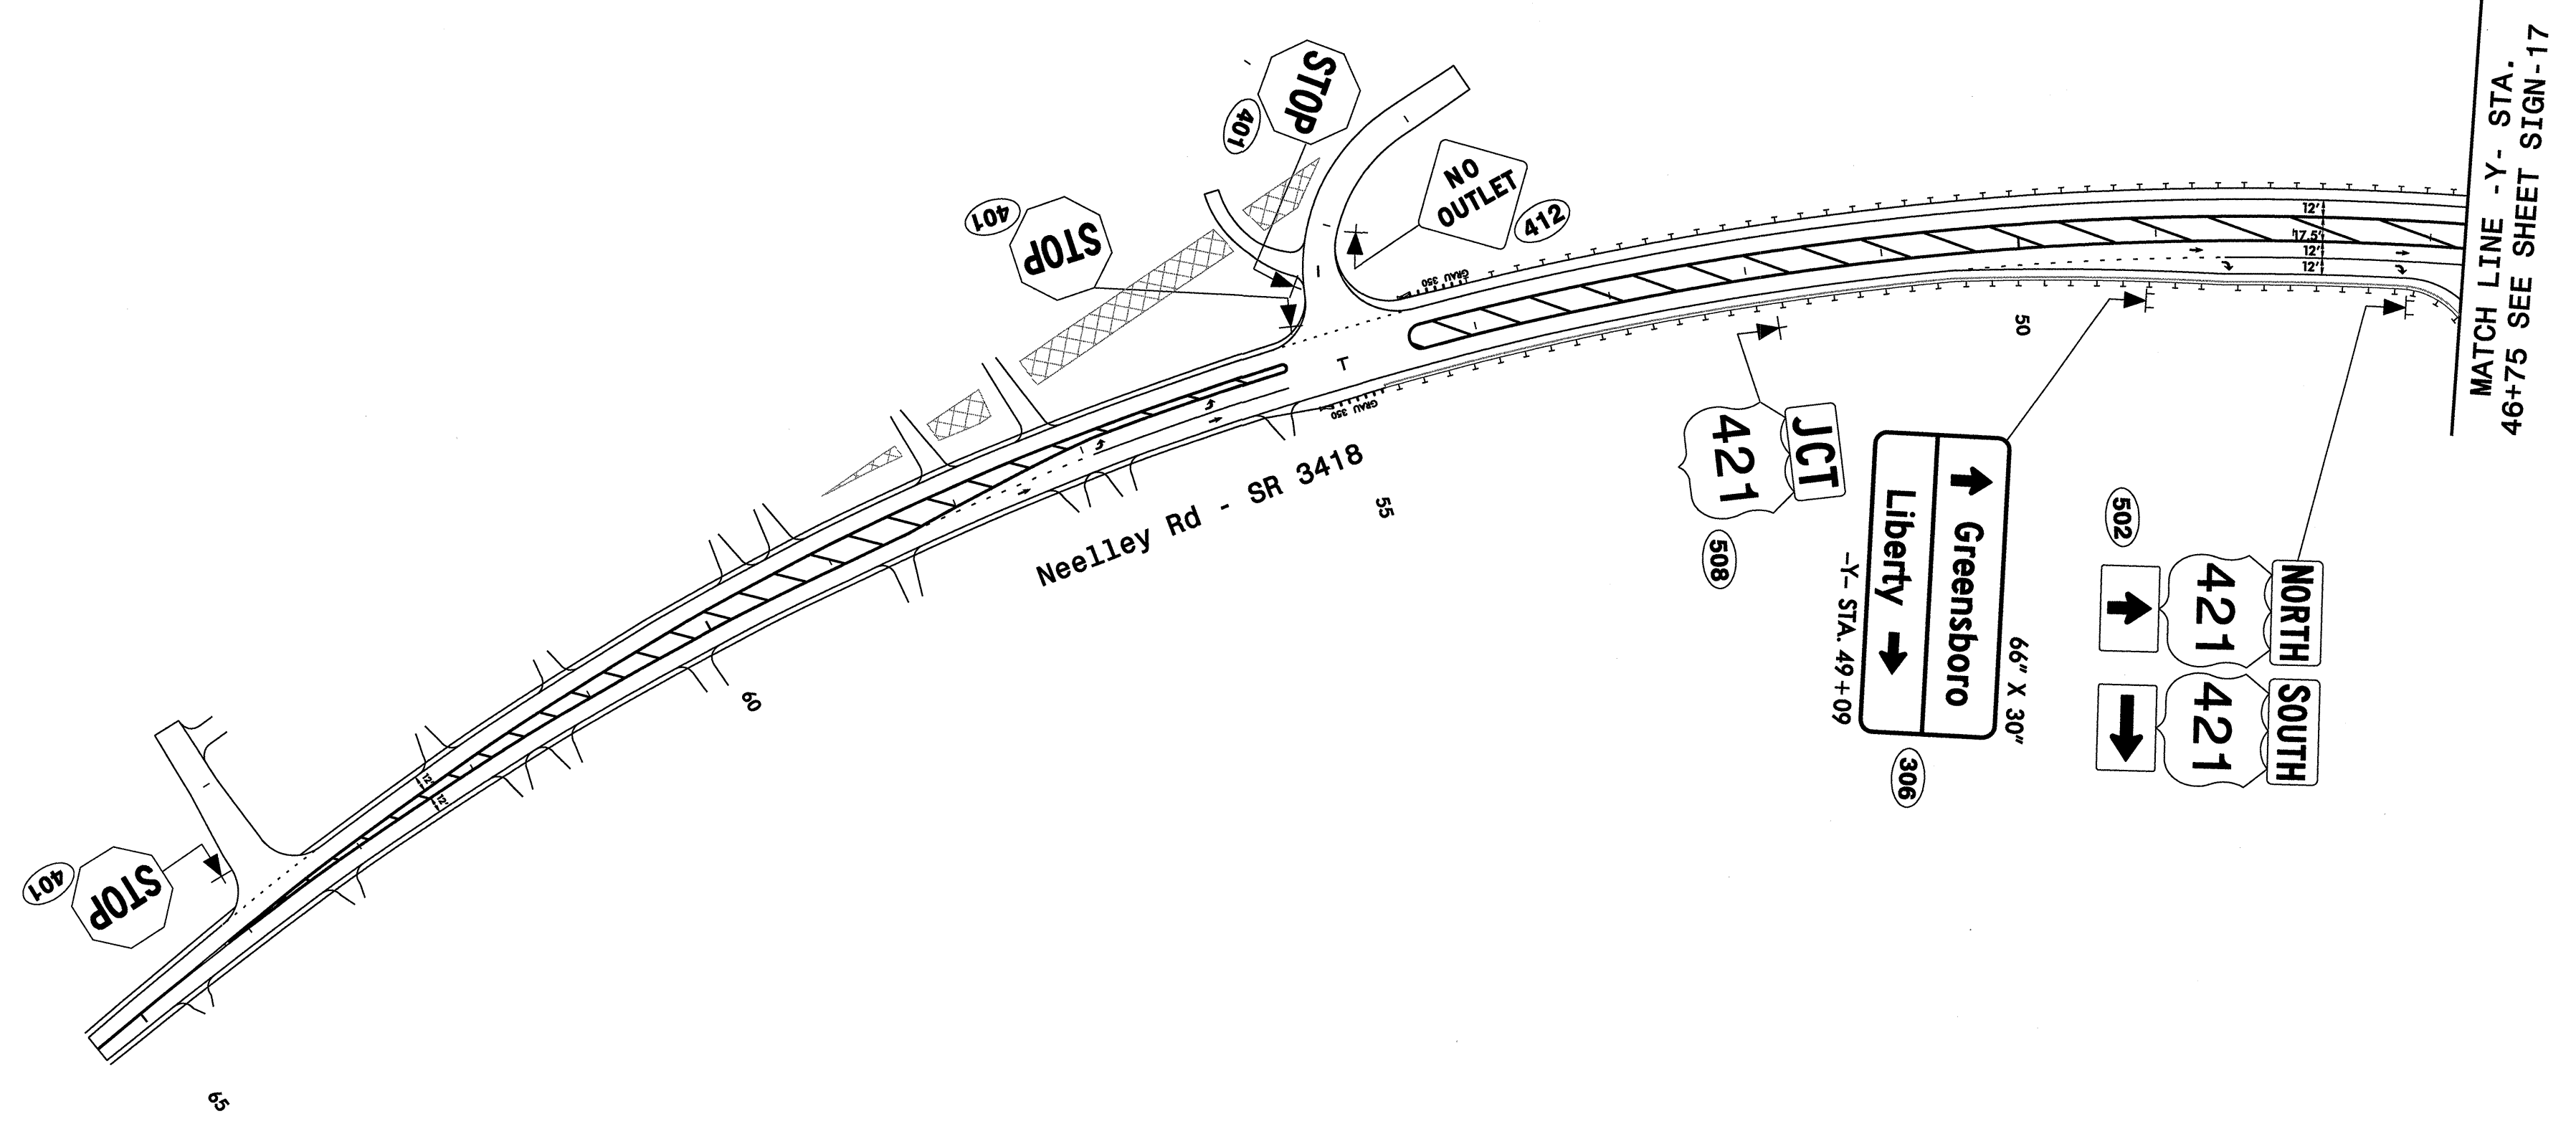 STOP
401
STOP
401
NO
OUTLET
412
MATCH LINE -Y- STA.
46+75 SEE SHEET SIGN-17
12'
17.5'
12'
12'
GRAU 350
GRAU 350
T
50
JCT
421
508
Greensboro
Liberty
-Y- STA. 49+09
66" X 30"
306
502
NORTH
421
SOUTH
421
Neelley Rd - SR 3418
55
60
12'
12'
STOP
401
65